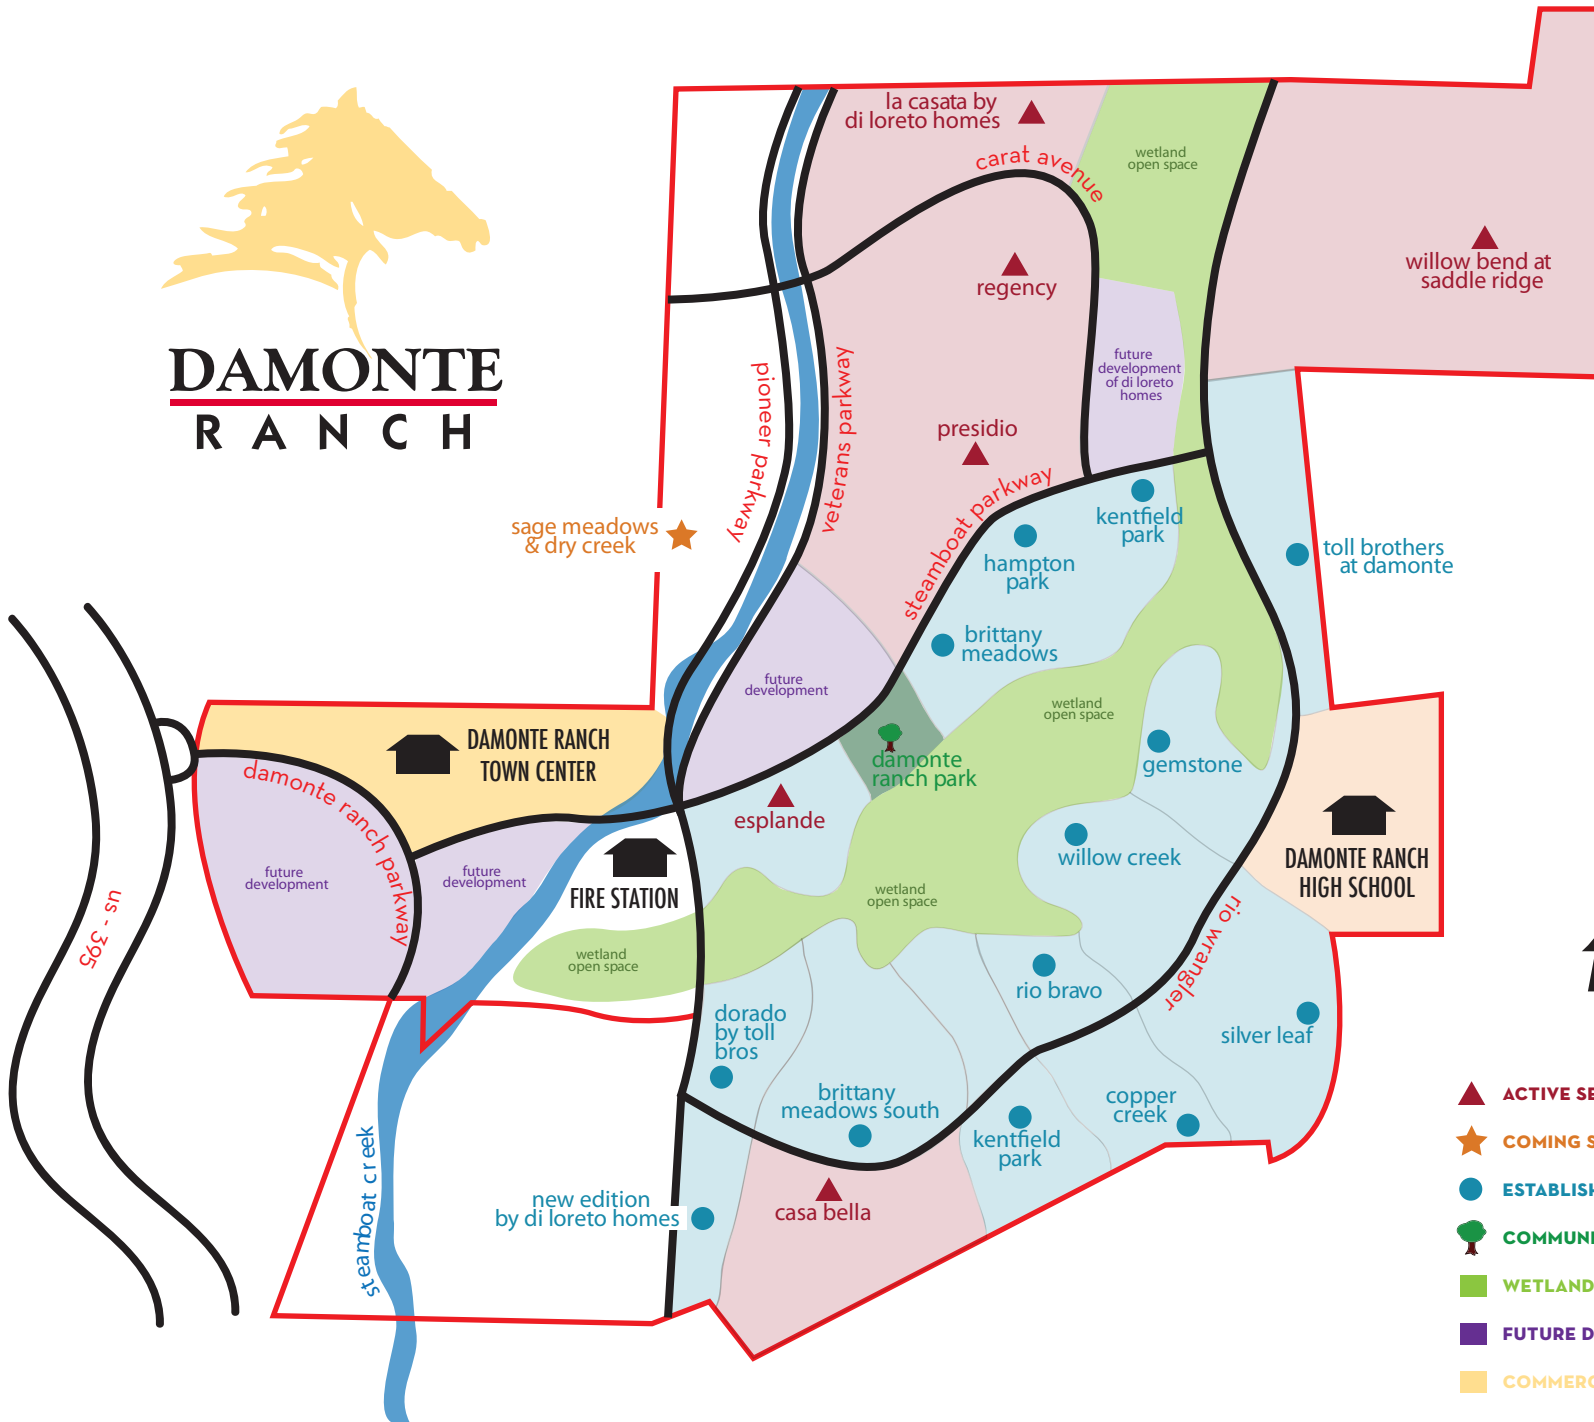 DAMONTE
RANCH
la casata by
di loreto homes
carat avenue
wetland
open space
willow bend at
saddle ridge
regency
future
development
of di loreto
homes
pioneer parkway
veterans parkway
presidio
steamboat parkway
kentfield
park
hampton
park
sage meadows
& dry creek
toll brothers
at damonte
brittany
meadows
future
development
wetland
open space
DAMONTE RANCH
TOWN CENTER
damonte
ranch park
gemstone
damonte ranch parkway
esplande
willow creek
DAMONTE RANCH
HIGH SCHOOL
future
development
future
development
FIRE STATION
wetland
open space
us - 395
rio wrangler
wetland
open space
rio bravo
dorado
by toll
bros
silver leaf
brittany
meadows south
copper
creek
kentfield
park
steamboat creek
new edition
by di loreto homes
casa bella
ACTIVE
COMING
WETLAND
FUTURE